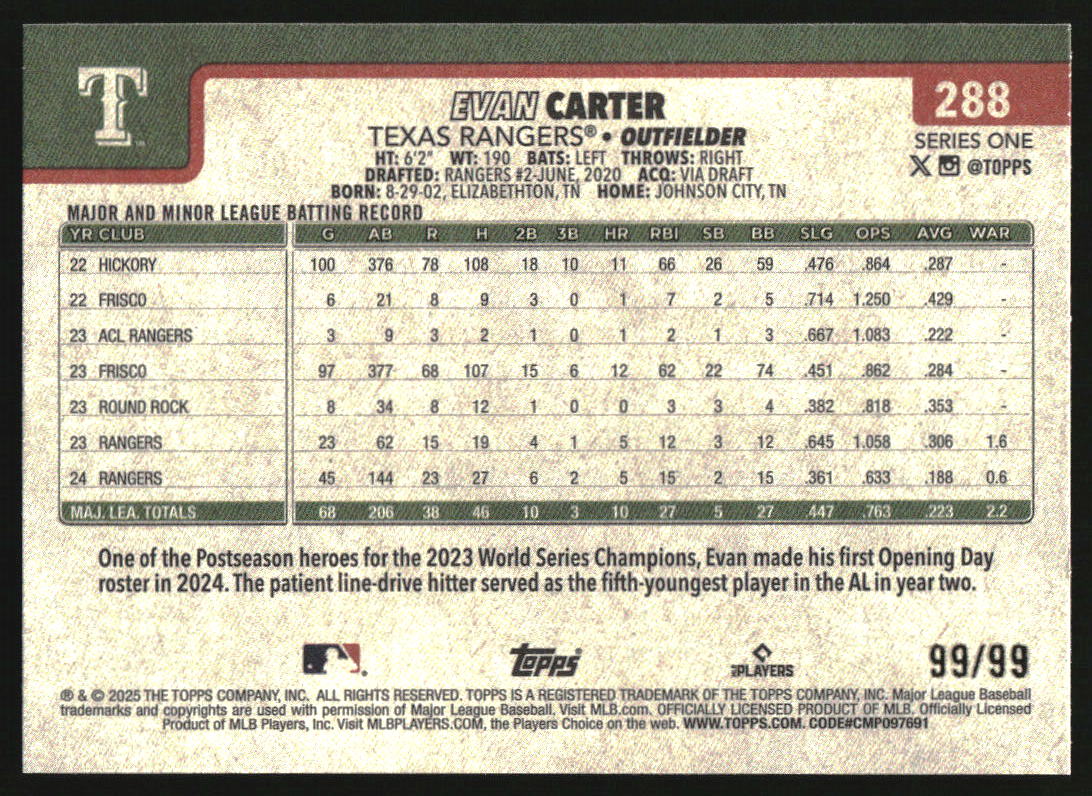 T
288
EVAN CARTER
TEXAS RANGERS® • OUTFIELDER
SERIES ONE
@TOPPS
HT: 6'2" WT: 190 BATS: LEFT THROWS: RIGHT
DRAFTED: RANGERS #2-JUNE, 2020 ACQ: VIA DRAFT
BORN: 8-29-02, ELIZABETHTON, TN HOME: JOHNSON CITY, TN
MAJOR AND MINOR LEAGUE BATTING RECORD
YR CLUB G AB R H 2B 3B HR RBI SB BB SLG OPS AVG WAR
22 HICKORY 100 376 78 108 18 10 11 66 26 59 .476 .864 .287 -
22 FRISCO 6 21 8 9 3 0 1 7 2 5 .714 1.250 .429 -
23 ACL RANGERS 3 9 3 2 1 0 1 2 1 3 .667 1.083 .222 -
23 FRISCO 97 377 68 107 15 6 12 62 22 74 .451 .862 .284 -
23 ROUND ROCK 8 34 8 12 1 0 0 3 3 4 .382 .818 .353 -
23 RANGERS 23 62 15 19 4 1 5 12 3 12 .645 1.058 .306 1.6
24 RANGERS 45 144 23 27 6 2 5 15 2 15 .361 .633 .188 0.6
MAJ. LEA. TOTALS 68 206 38 46 10 3 10 27 5 27 .447 .763 .223 2.2
One of the Postseason heroes for the 2023 World Series Champions, Evan made his first Opening Day
roster in 2024. The patient line-drive hitter served as the fifth-youngest player in the AL in year two.
Topps
PLAYERS
99/99
® & © 2025 THE TOPPS COMPANY, INC. ALL RIGHTS RESERVED. TOPPS IS A REGISTERED TRADEMARK OF THE TOPPS COMPANY, INC. Major League Baseball
trademarks and copyrights are used with permission of Major League Baseball. Visit MLB.com. OFFICIALLY LICENSED PRODUCT OF MLB. Officially Licensed
Product of MLB Players, Inc. Visit MLBPLAYERS.COM, the Players Choice on the web. WWW.TOPPS.COM. CODE#CMP097691